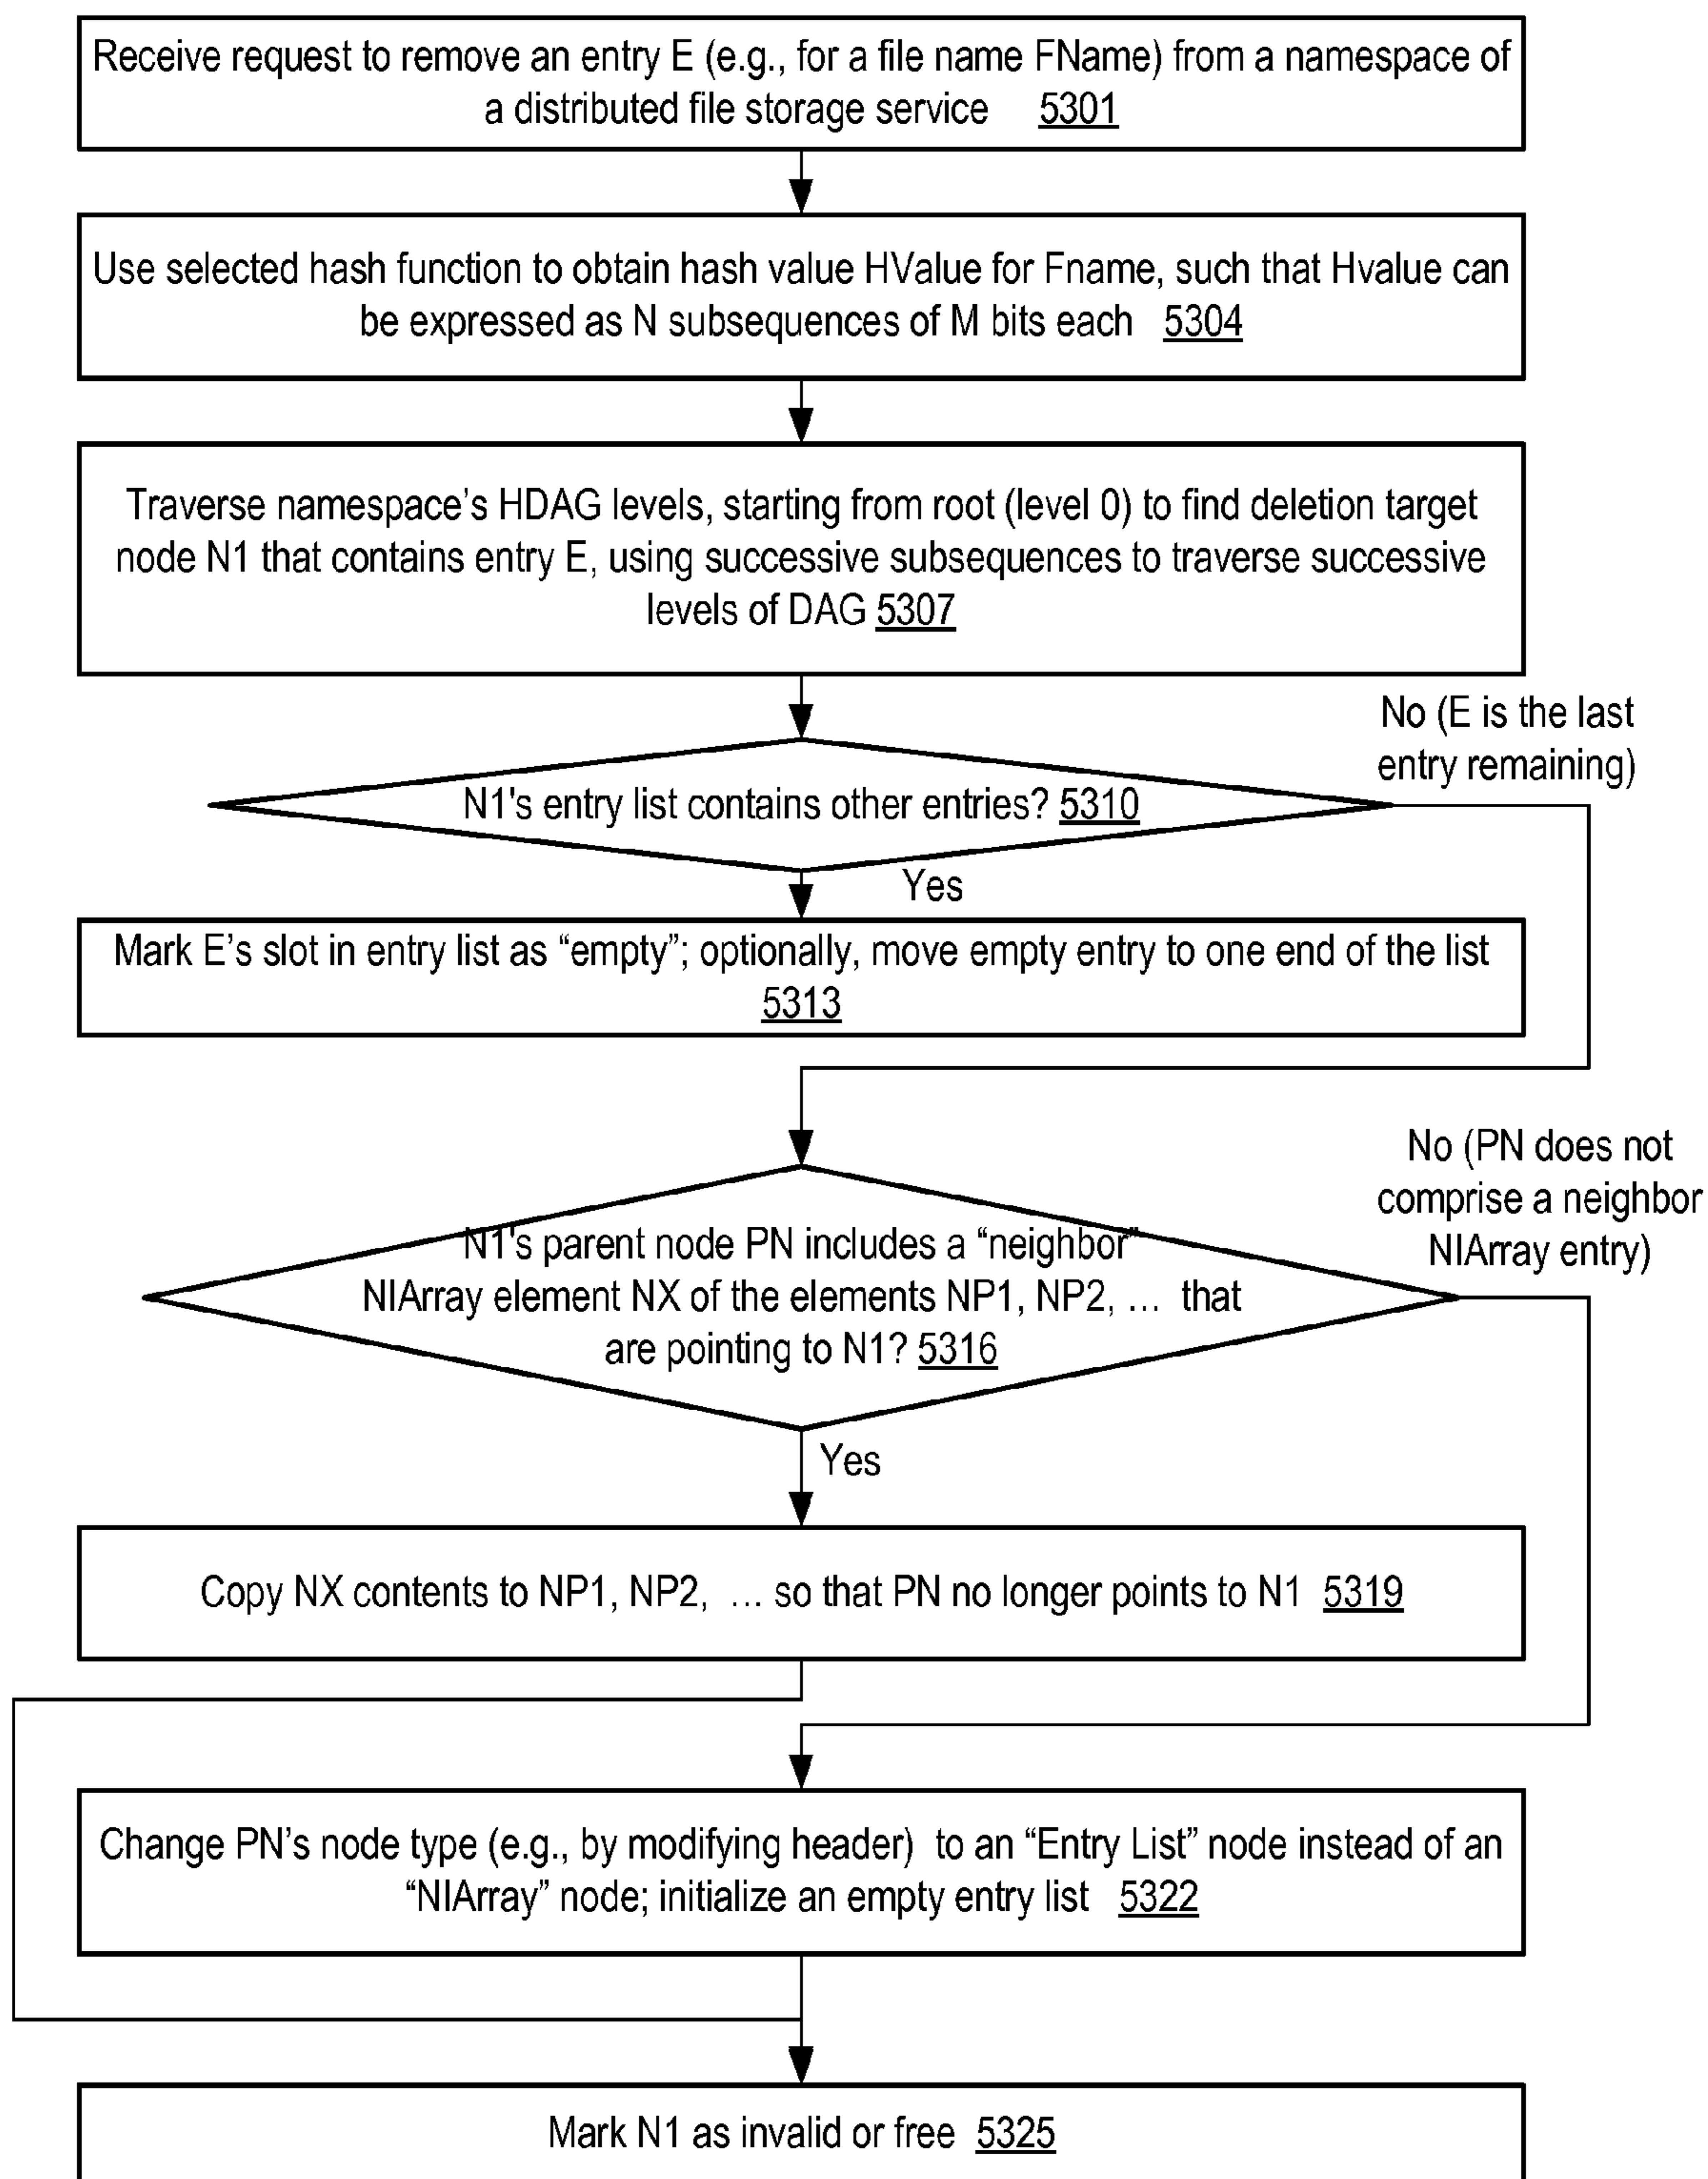 Receive request to remove an entry E (e.g., for a file name FName) from a namespace of
a distributed file storage service 5301
Use selected hash function to obtain hash value HValue for Fname, such that Hvalue can
be expressed as N subsequences of M bits each 5304
Traverse namespace’s HDAG levels, starting from root (level 0) to find deletion target
node N1 that contains entry E, using successive subsequences to traverse successive
levels of DAG 5307
No (E is the last
entry remaining)
N1's entry list contains other entries? 5310
Yes
Mark E’s slot in entry list as “empty”; optionally, move empty entry to one end of the list
5313
No (PN does not
comprise a neighbor
NIArray entry)
N1's parent node PN includes a “neighbor”
NIArray element NX of the elements NP1, NP2, ... that
are pointing to N1? 5316
Yes
Copy NX contents to NP1, NP2, ... so that PN no longer points to N1 5319
Change PN’s node type (e.g., by modifying header) to an “Entry List” node instead of an
“NIArray” node; initialize an empty entry list 5322
Mark N1 as invalid or free 5325